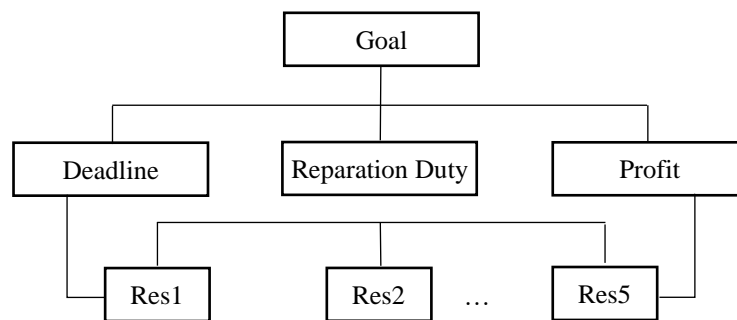 Goal
Deadline
Reparation Duty
Profit
Res1
Res2
…
Res5